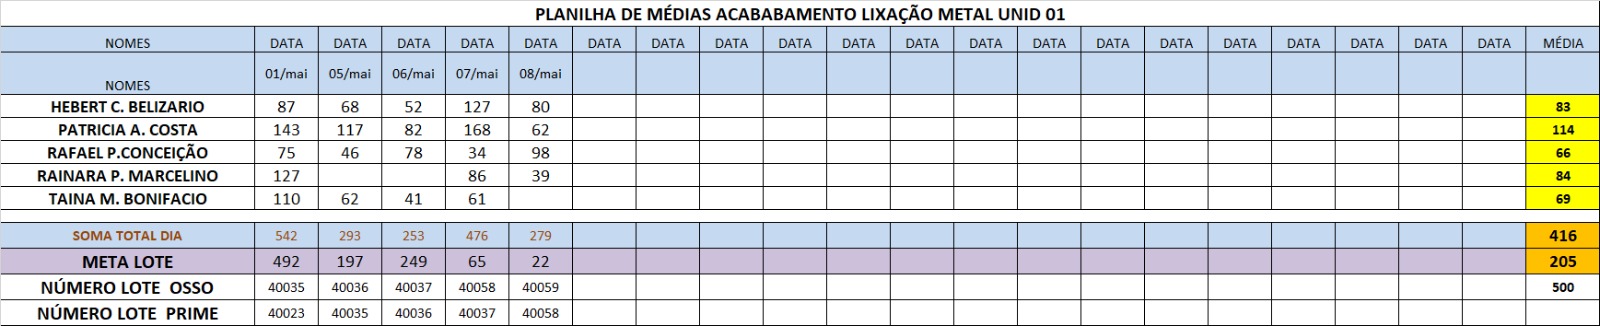 PLANILHA DE MÉDIAS ACABABAMENTO LIXAÇÃO METAL UNID 01
NOMES DATA DATA DATA DATA DATA DATA DATA DATA DATA DATA DATA DATA DATA DATA DATA DATA DATA DATA DATA DATA MÉDIA
NOMES 01/mai 05/mai 06/mai 07/mai 08/mai
HEBERT C. BELIZARIO 87 68 52 127 80 83
PATRICIA A. COSTA 143 117 82 168 62 114
RAFAEL P.CONCEIÇÃO 75 46 78 34 98 66
RAINARA P. MARCELINO 127 86 39 84
TAINA M. BONIFACIO 110 62 41 61 69
SOMA TOTAL DIA 542 293 253 476 279 416
META LOTE 492 197 249 65 22 205
NÚMERO LOTE OSSO 40035 40036 40037 40058 40059 500
NÚMERO LOTE PRIME 40023 40035 40036 40037 40058